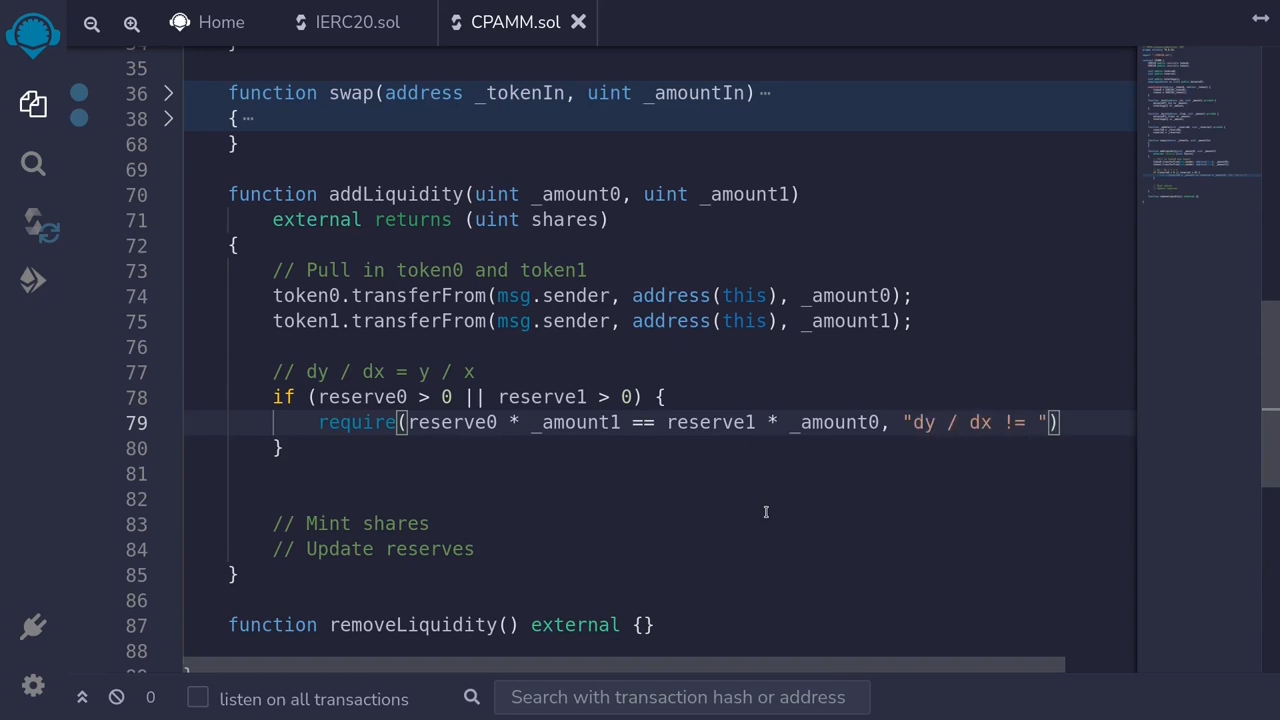 Home
IERC20.sol
CPAMM.sol
35
36 function swap(address _tokenIn, uint _amountIn) ⋯
38 { ⋯
68 }
69
70 function addLiquidity(uint _amount0, uint _amount1)
71 external returns (uint shares)
72 {
73 // Pull in token0 and token1
74 token0.transferFrom(msg.sender, address(this), _amount0);
75 token1.transferFrom(msg.sender, address(this), _amount1);
76
77 // dy / dx = y / x
78 if (reserve0 > 0 || reserve1 > 0) {
79 require(reserve0 * _amount1 == reserve1 * _amount0, "dy / dx != ")
80 }
81
82
83 // Mint shares
84 // Update reserves
85 }
86
87 function removeLiquidity() external {}
88
0 listen on all transactions
Search with transaction hash or address